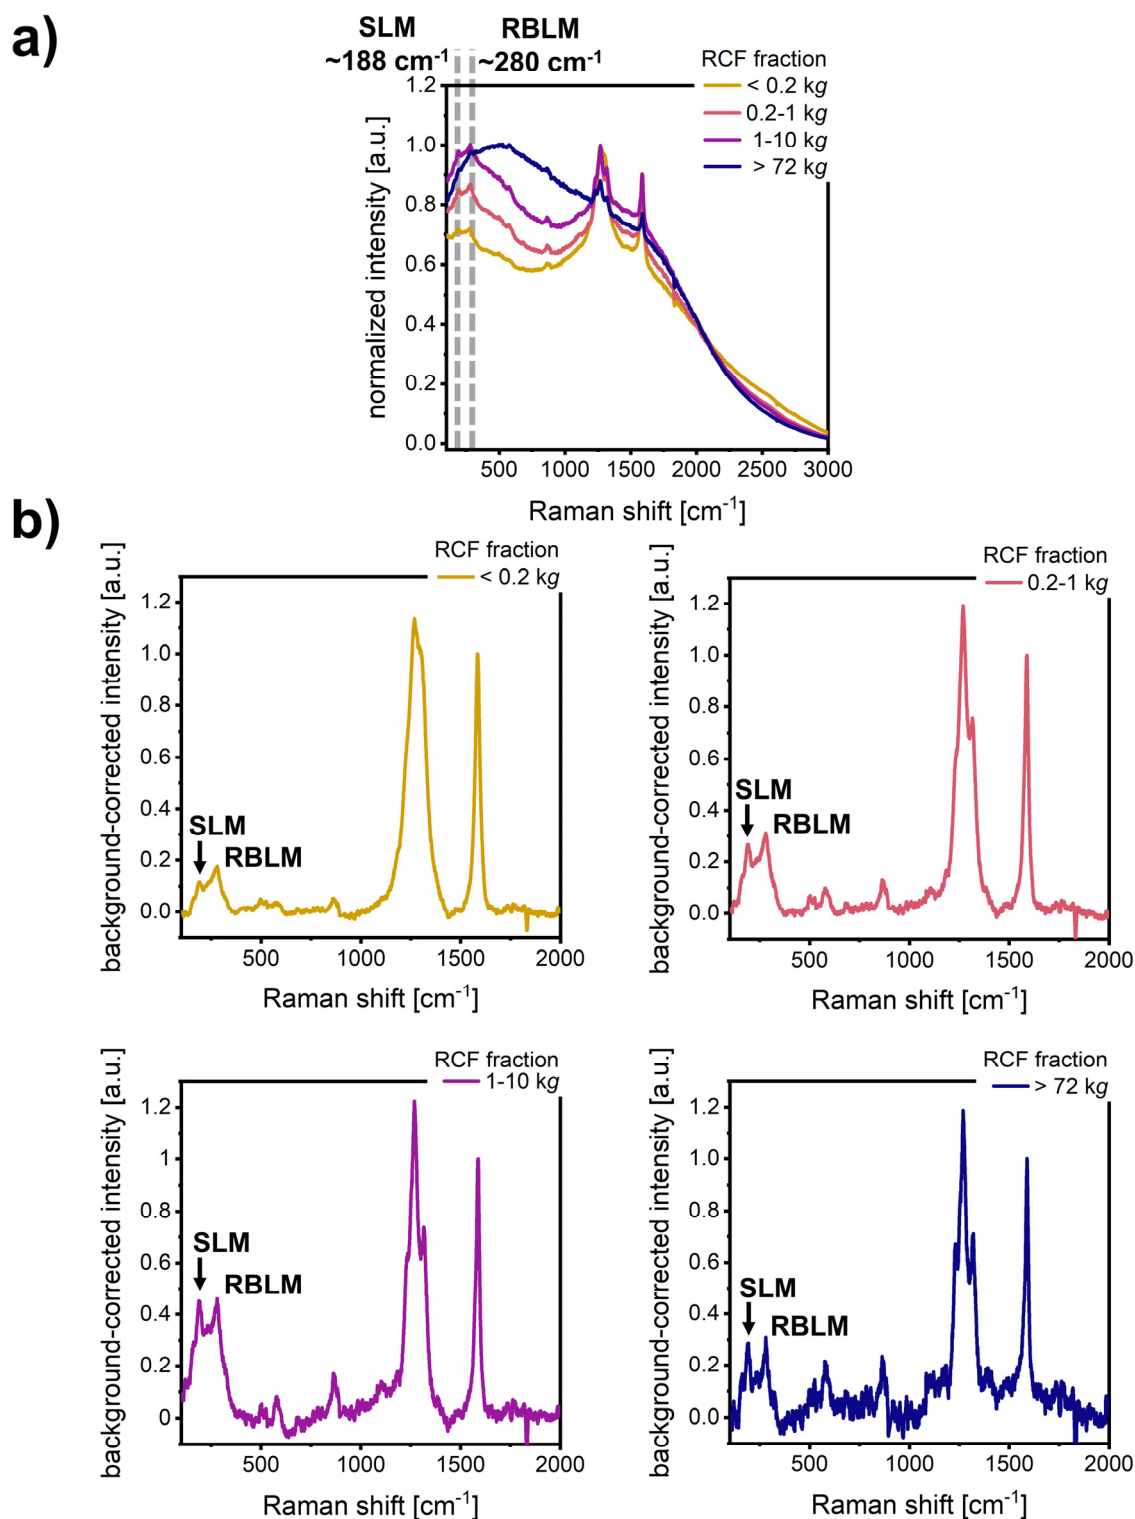 a)
SLM
~188 cm⁻¹
RBLM
~280 cm⁻¹
RCF fraction
< 0.2 kg
0.2-1 kg
1-10 kg
> 72 kg
normalized intensity [a.u.]
1.2
1.0
0.8
0.6
0.4
0.2
0.0
500 1000 1500 2000 2500 3000
Raman shift [cm⁻¹]
b)
RCF fraction
< 0.2 kg
background-corrected intensity [a.u.]
1.2
1.0
0.8
0.6
0.4
0.2
0.0
SLM
RBLM
500 1000 1500 2000
Raman shift [cm⁻¹]
RCF fraction
0.2-1 kg
background-corrected intensity [a.u.]
1.2
1.0
0.8
0.6
0.4
0.2
0.0
SLM
RBLM
500 1000 1500 2000
Raman shift [cm⁻¹]
RCF fraction
1-10 kg
background-corrected intensity [a.u.]
1.2
1
0.8
0.6
0.4
0.2
0
SLM
RBLM
500 1000 1500 2000
Raman shift [cm⁻¹]
RCF fraction
> 72 kg
background-corrected intensity [a.u.]
1.2
1.0
0.8
0.6
0.4
0.2
0.0
SLM
RBLM
500 1000 1500 2000
Raman shift [cm⁻¹]